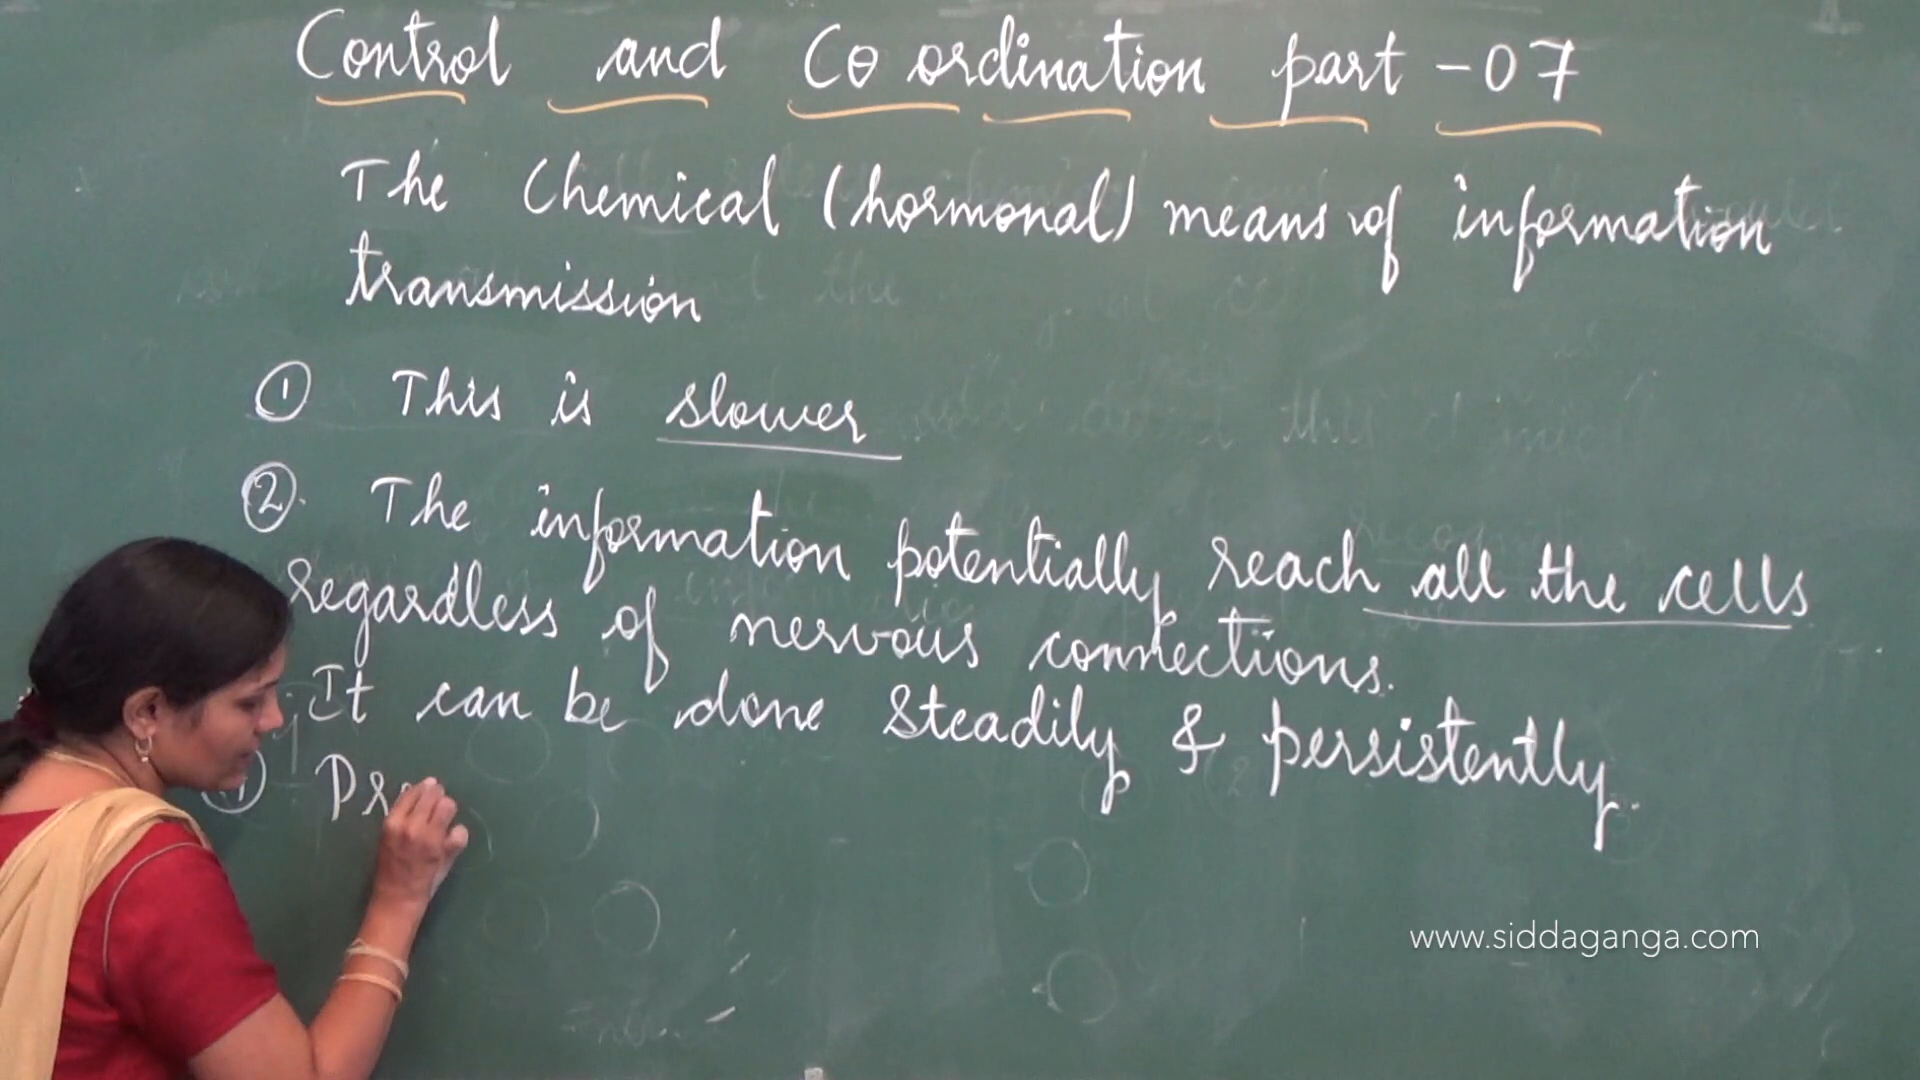 Control and Co ordination part - 07
The Chemical (hormonal) means of information
transmission
① This is slower
②. The information potentially reach all the cells
regardless of nervous connections.
It can be done steadily & persistently.
④ Pr
www.siddaganga.com